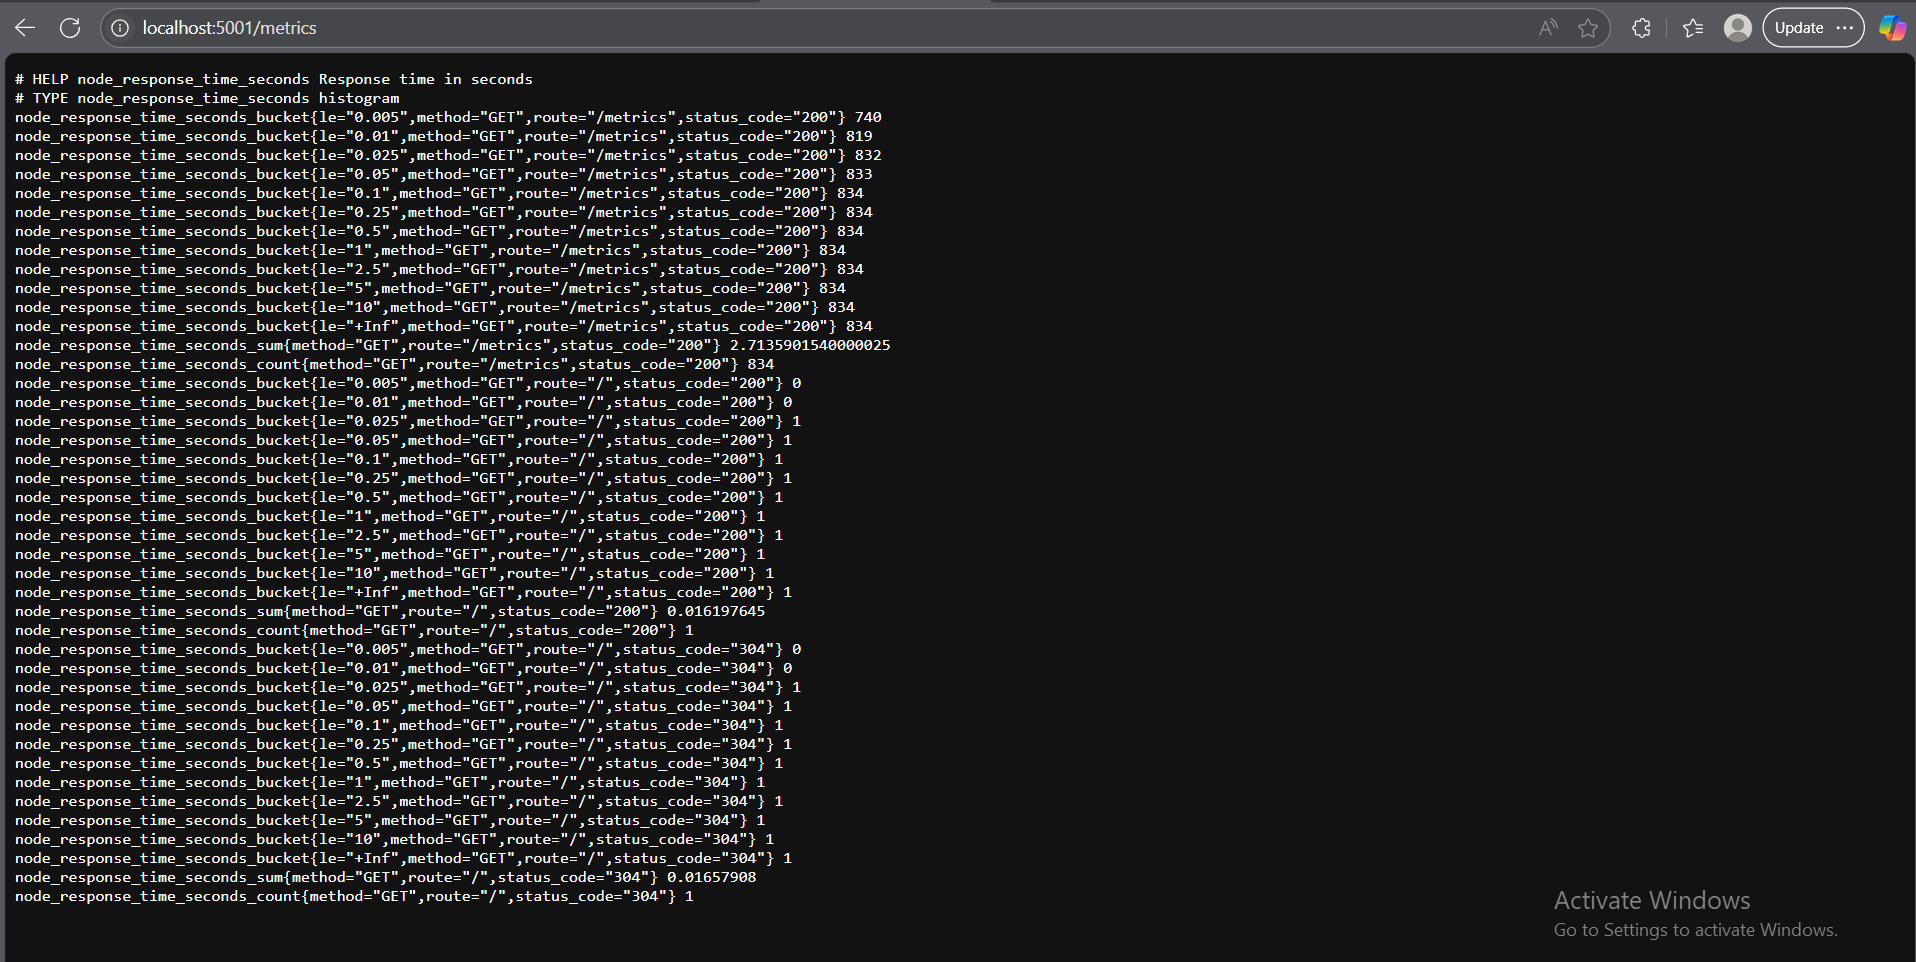 localhost:5001/metrics
Update
# HELP node_response_time_seconds Response time in seconds
# TYPE node_response_time_seconds histogram
node_response_time_seconds_bucket{le="0.005",method="GET",route="/metrics",status_code="200"} 740
node_response_time_seconds_bucket{le="0.01",method="GET",route="/metrics",status_code="200"} 819
node_response_time_seconds_bucket{le="0.025",method="GET",route="/metrics",status_code="200"} 832
node_response_time_seconds_bucket{le="0.05",method="GET",route="/metrics",status_code="200"} 833
node_response_time_seconds_bucket{le="0.1",method="GET",route="/metrics",status_code="200"} 834
node_response_time_seconds_bucket{le="0.25",method="GET",route="/metrics",status_code="200"} 834
node_response_time_seconds_bucket{le="0.5",method="GET",route="/metrics",status_code="200"} 834
node_response_time_seconds_bucket{le="1",method="GET",route="/metrics",status_code="200"} 834
node_response_time_seconds_bucket{le="2.5",method="GET",route="/metrics",status_code="200"} 834
node_response_time_seconds_bucket{le="5",method="GET",route="/metrics",status_code="200"} 834
node_response_time_seconds_bucket{le="10",method="GET",route="/metrics",status_code="200"} 834
node_response_time_seconds_bucket{le="+Inf",method="GET",route="/metrics",status_code="200"} 834
node_response_time_seconds_sum{method="GET",route="/metrics",status_code="200"} 2.7135901540000025
node_response_time_seconds_count{method="GET",route="/metrics",status_code="200"} 834
node_response_time_seconds_bucket{le="0.005",method="GET",route="/",status_code="200"} 0
node_response_time_seconds_bucket{le="0.01",method="GET",route="/",status_code="200"} 0
node_response_time_seconds_bucket{le="0.025",method="GET",route="/",status_code="200"} 1
node_response_time_seconds_bucket{le="0.05",method="GET",route="/",status_code="200"} 1
node_response_time_seconds_bucket{le="0.1",method="GET",route="/",status_code="200"} 1
node_response_time_seconds_bucket{le="0.25",method="GET",route="/",status_code="200"} 1
node_response_time_seconds_bucket{le="0.5",method="GET",route="/",status_code="200"} 1
node_response_time_seconds_bucket{le="1",method="GET",route="/",status_code="200"} 1
node_response_time_seconds_bucket{le="2.5",method="GET",route="/",status_code="200"} 1
node_response_time_seconds_bucket{le="5",method="GET",route="/",status_code="200"} 1
node_response_time_seconds_bucket{le="10",method="GET",route="/",status_code="200"} 1
node_response_time_seconds_bucket{le="+Inf",method="GET",route="/",status_code="200"} 1
node_response_time_seconds_sum{method="GET",route="/",status_code="200"} 0.016197645
node_response_time_seconds_count{method="GET",route="/",status_code="200"} 1
node_response_time_seconds_bucket{le="0.005",method="GET",route="/",status_code="304"} 0
node_response_time_seconds_bucket{le="0.01",method="GET",route="/",status_code="304"} 0
node_response_time_seconds_bucket{le="0.025",method="GET",route="/",status_code="304"} 1
node_response_time_seconds_bucket{le="0.05",method="GET",route="/",status_code="304"} 1
node_response_time_seconds_bucket{le="0.1",method="GET",route="/",status_code="304"} 1
node_response_time_seconds_bucket{le="0.25",method="GET",route="/",status_code="304"} 1
node_response_time_seconds_bucket{le="0.5",method="GET",route="/",status_code="304"} 1
node_response_time_seconds_bucket{le="1",method="GET",route="/",status_code="304"} 1
node_response_time_seconds_bucket{le="2.5",method="GET",route="/",status_code="304"} 1
node_response_time_seconds_bucket{le="5",method="GET",route="/",status_code="304"} 1
node_response_time_seconds_bucket{le="10",method="GET",route="/",status_code="304"} 1
node_response_time_seconds_bucket{le="+Inf",method="GET",route="/",status_code="304"} 1
node_response_time_seconds_sum{method="GET",route="/",status_code="304"} 0.01657908
node_response_time_seconds_count{method="GET",route="/",status_code="304"} 1
Activate Windows
Go to Settings to activate Windows.